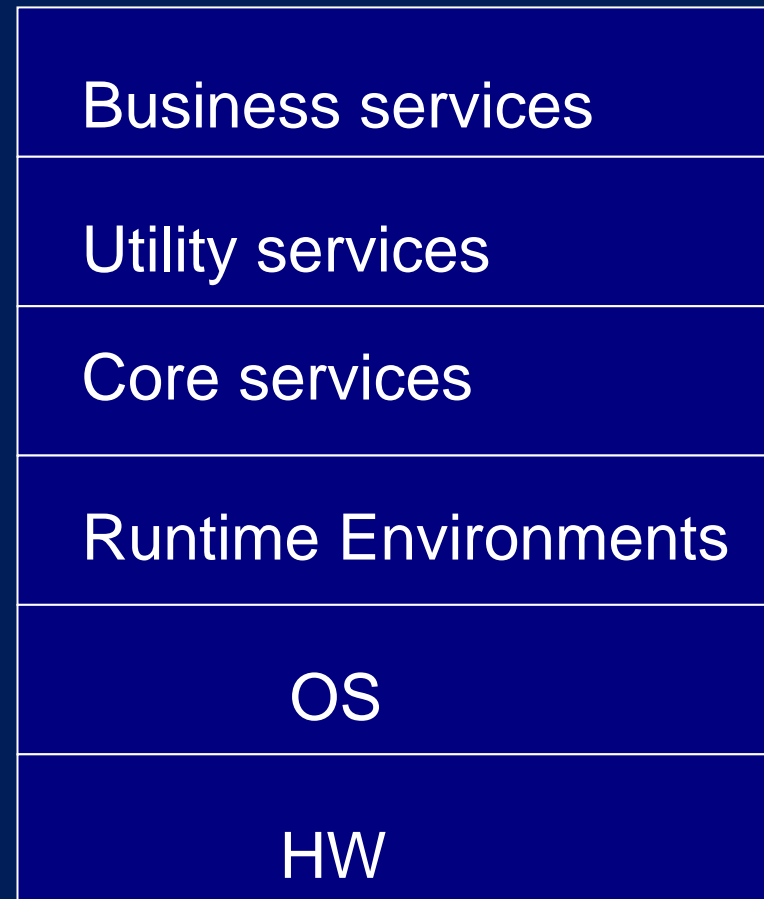 Business services
Utility services
Core services
Runtime Environments
OS
HW